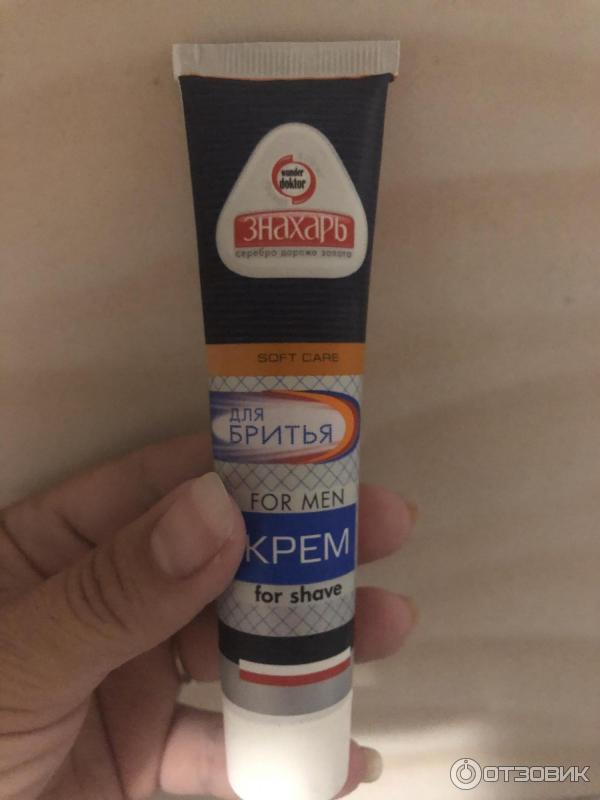 wunder
doktor
ЗНАХАРЬ
серебро дороже золота
SOFT CARE
ДЛЯ
БРИТЬЯ
FOR MEN
КРЕМ
for shave
ОТЗОВИК